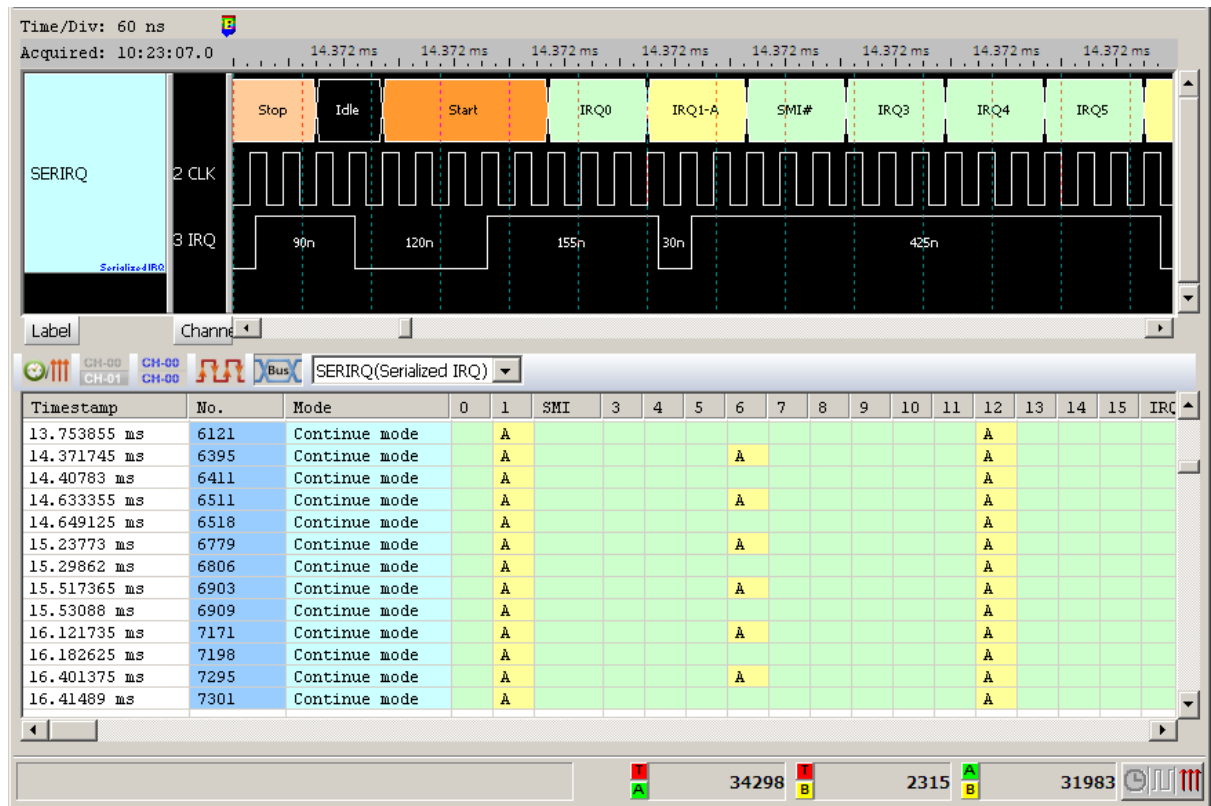 Time/Div: 60 ns
B
Acquired: 10:23:07.0 14.372 ms 14.372 ms 14.372 ms 14.372 ms 14.372 ms 14.372 ms 14.372 ms 14.372 ms
Stop Idle Start IRQ0 IRQ1-A SMI# IRQ3 IRQ4 IRQ5
SERIRQ 2 CLK
3 IRQ 90n 120n 155n 30n 425n
Serialized IRQ
Label Channe
CH-00 CH-00
CH-01 CH-00
Bus SERIRQ(Serialized IRQ)
Timestamp No. Mode 0 1 SMI 3 4 5 6 7 8 9 10 11 12 13 14 15 IRQ
13.753855 ms 6121 Continue mode A A
14.371745 ms 6395 Continue mode A A A
14.40783 ms 6411 Continue mode A A
14.633355 ms 6511 Continue mode A A A
14.649125 ms 6518 Continue mode A A
15.23773 ms 6779 Continue mode A A A
15.29862 ms 6806 Continue mode A A
15.517365 ms 6903 Continue mode A A A
15.53088 ms 6909 Continue mode A A
16.121735 ms 7171 Continue mode A A A
16.182625 ms 7198 Continue mode A A
16.401375 ms 7295 Continue mode A A A
16.41489 ms 7301 Continue mode A A
T A 34298 T B 2315 A B 31983